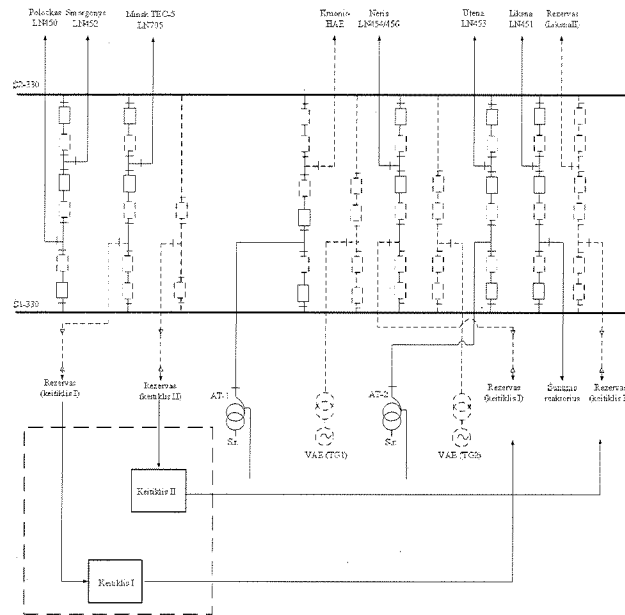 Polockas
LN450
Smorgonys
LN452
Minsk TEC-5
LN705
Kruonio
HAE
Neris
LN454/456
Utena
LN453
Liksna
LN451
Rezervas
(LiksnaII)
S2-330
S1-330
Rezervas
(keitiklis I)
Rezervas
(keitiklis II)
AT-1
S.r.
VAE (TG1)
AT-2
S.r.
VAE (TG2)
Rezervas
(keitiklis I)
Šuntinis
reaktorius
Rezervas
Keitiklis II
Keitiklis I